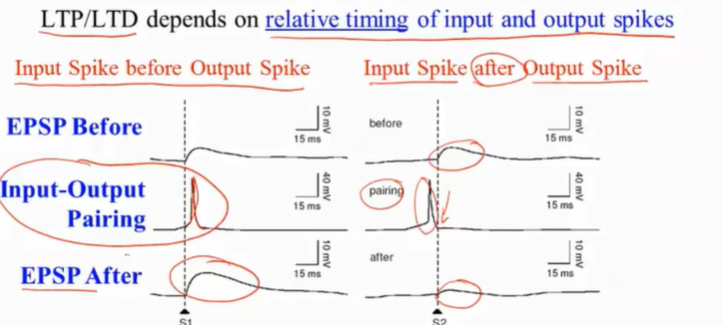 LTP/LTD depends on relative timing of input and output spikes
Input Spike before Output Spike
Input Spike after Output Spike
EPSP Before
10 mV
15 ms
before
10 mV
15 ms
Input-Output
Pairing
40 mV
15 ms
pairing
40 mV
15 ms
EPSP After
10 mV
15 ms
after
10 mV
15 ms
S1
S2